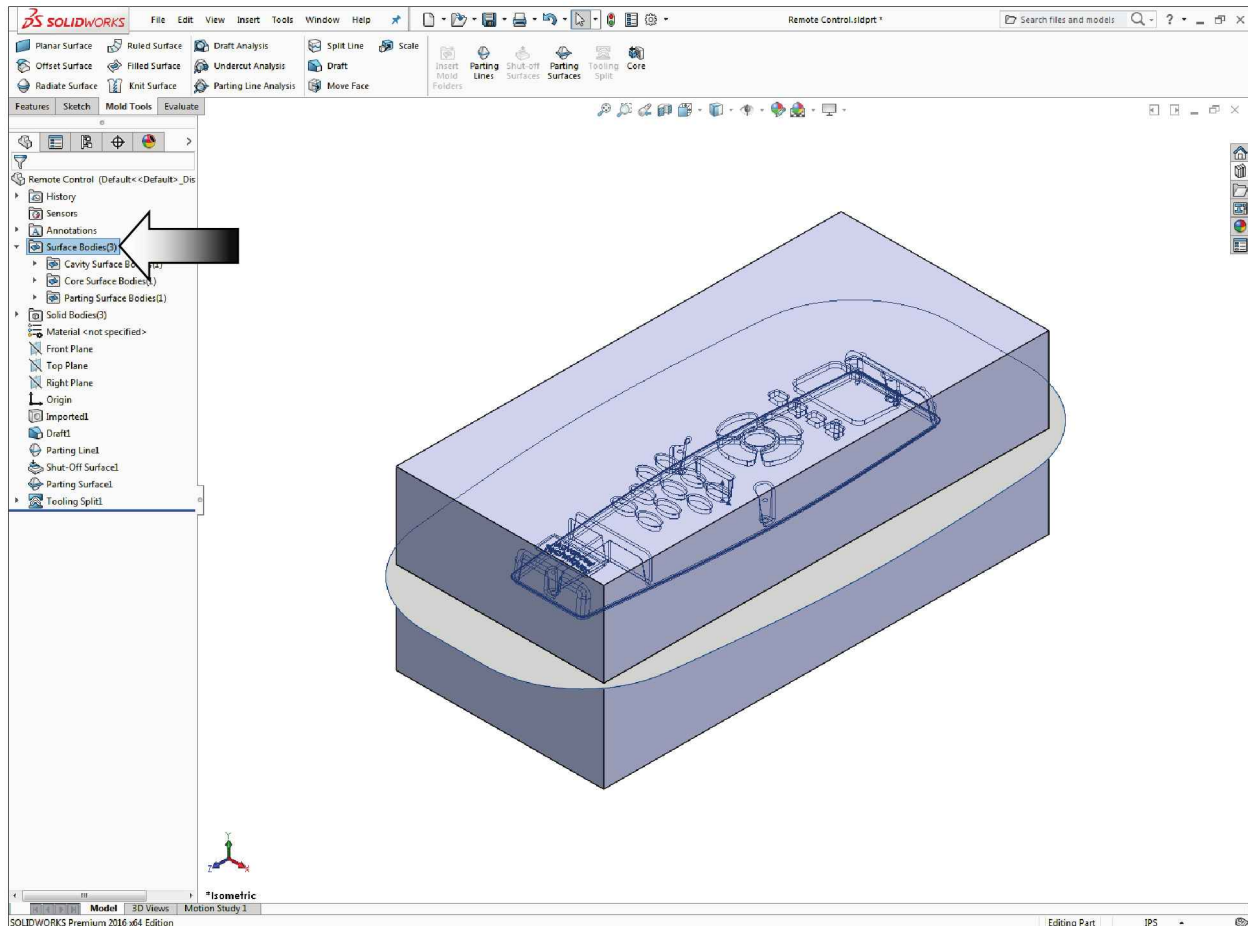 SOLIDWORKS File Edit View Insert Tools Window Help Remote Control.sldprt * Search files and models ?
Planar Surface Ruled Surface Draft Analysis Split Line Scale
Offset Surface Filled Surface Undercut Analysis Draft
Radiate Surface Knit Surface Parting Line Analysis Move Face
Insert Mold Folders Parting Lines Shut-off Surfaces Parting Surfaces Tooling Split Core
Features Sketch Mold Tools Evaluate
Remote Control (Default<<Default>_Dis
History
Sensors
Annotations
Surface Bodies(3)
Cavity Surface
Core Surface Bodies(1)
Parting Surface Bodies(1)
Solid Bodies(3)
Material <not specified>
Front Plane
Top Plane
Right Plane
Origin
Imported1
Draft1
Parting Line1
Shut-Off Surface1
Parting Surface1
Tooling Split1
Y
Z X
*Isometric
Model 3D Views Motion Study 1
SOLIDWORKS Premium 2016 x64 Edition Editing Part IPS